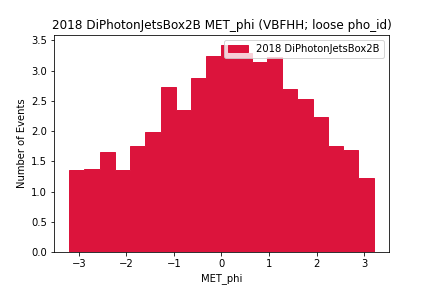 2018 DiPhotonJetsBox2B MET_phi (VBFHH; loose pho_id)
2018 DiPhotonJetsBox2B
Number of Events
3.5
3.0
2.5
2.0
1.5
1.0
0.5
0.0
−3 −2 −1 0 1 2 3
MET_phi